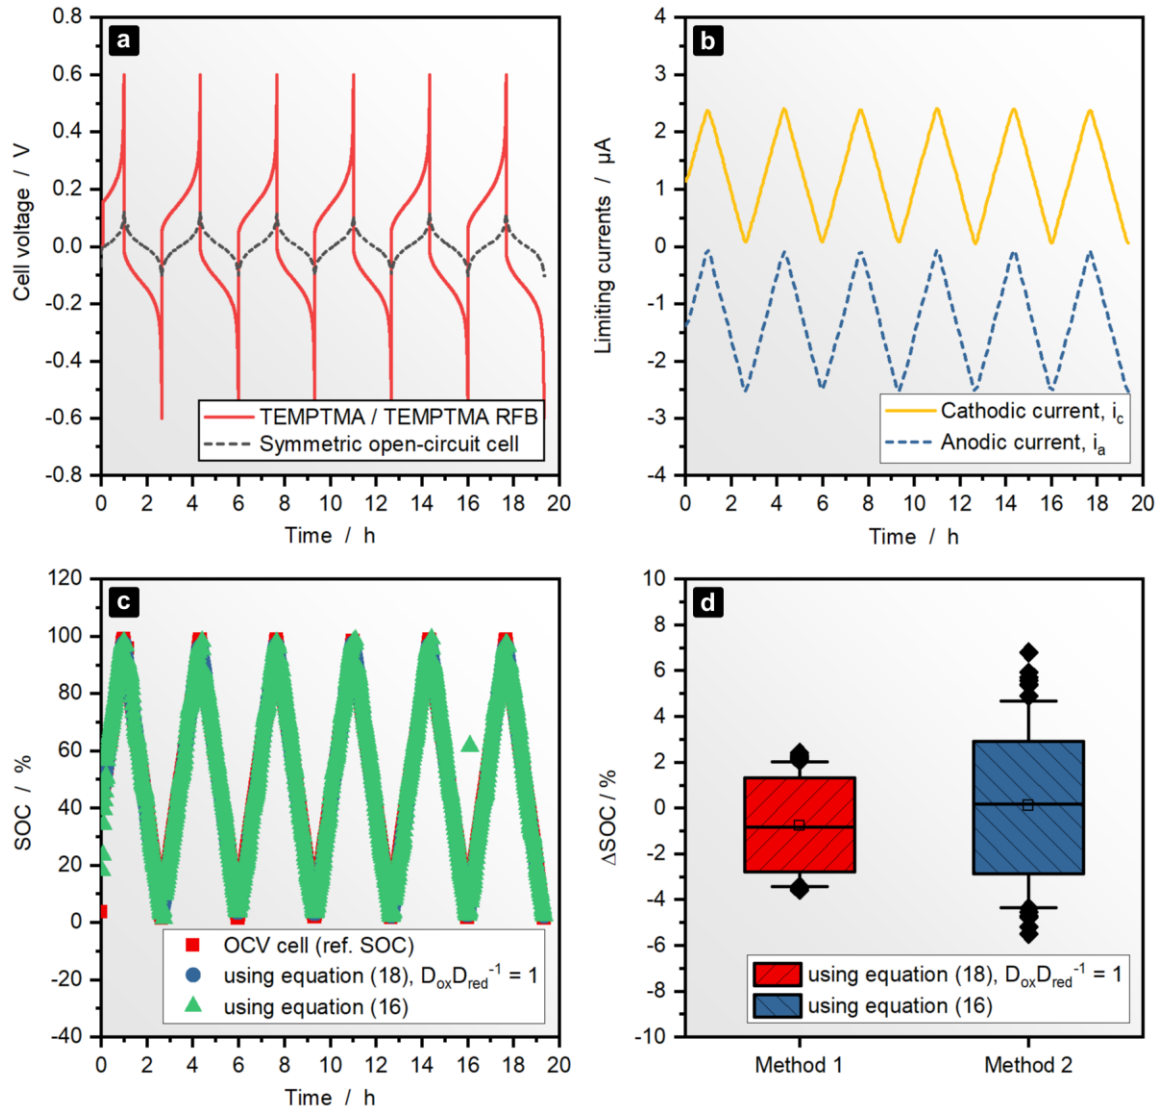 a
0.8
0.6
0.4
0.2
0.0
-0.2
-0.4
-0.6
-0.8
Cell voltage / V
TEMPTMA / TEMPTMA RFB
Symmetric open-circuit cell
0 2 4 6 8 10 12 14 16 18 20
Time / h
b
4
3
2
1
0
-1
-2
-3
-4
Limiting currents / µA
Cathodic current, i_c
Anodic current, i_a
0 2 4 6 8 10 12 14 16 18 20
Time / h
c
120
100
80
60
40
20
0
-20
-40
SOC / %
OCV cell (ref. SOC)
using equation (18), D_ox D_red^-1 = 1
using equation (16)
0 2 4 6 8 10 12 14 16 18 20
Time / h
d
10
8
6
4
2
0
-2
-4
-6
-8
-10
ΔSOC / %
using equation (18), D_ox D_red^-1 = 1
using equation (16)
Method 1 Method 2